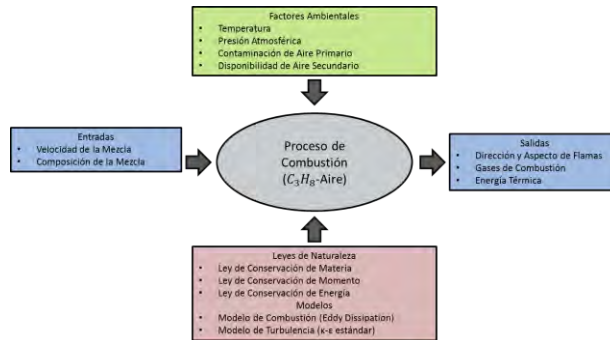 Factores Ambientales
• Temperatura
• Presión Atmosférica
• Contaminación de Aire Primario
• Disponibilidad de Aire Secundario
Entradas
• Velocidad de la Mezcla
• Composición de la Mezcla
Proceso de
Combustión
(C₃H₈-Aire)
Salidas
• Dirección y Aspecto de Flamas
• Gases de Combustión
• Energía Térmica
Leyes de Naturaleza
• Ley de Conservación de Materia
• Ley de Conservación de Momento
• Ley de Conservación de Energía
Modelos
• Modelo de Combustión (Eddy Dissipation)
• Modelo de Turbulencia (κ-ε estándar)